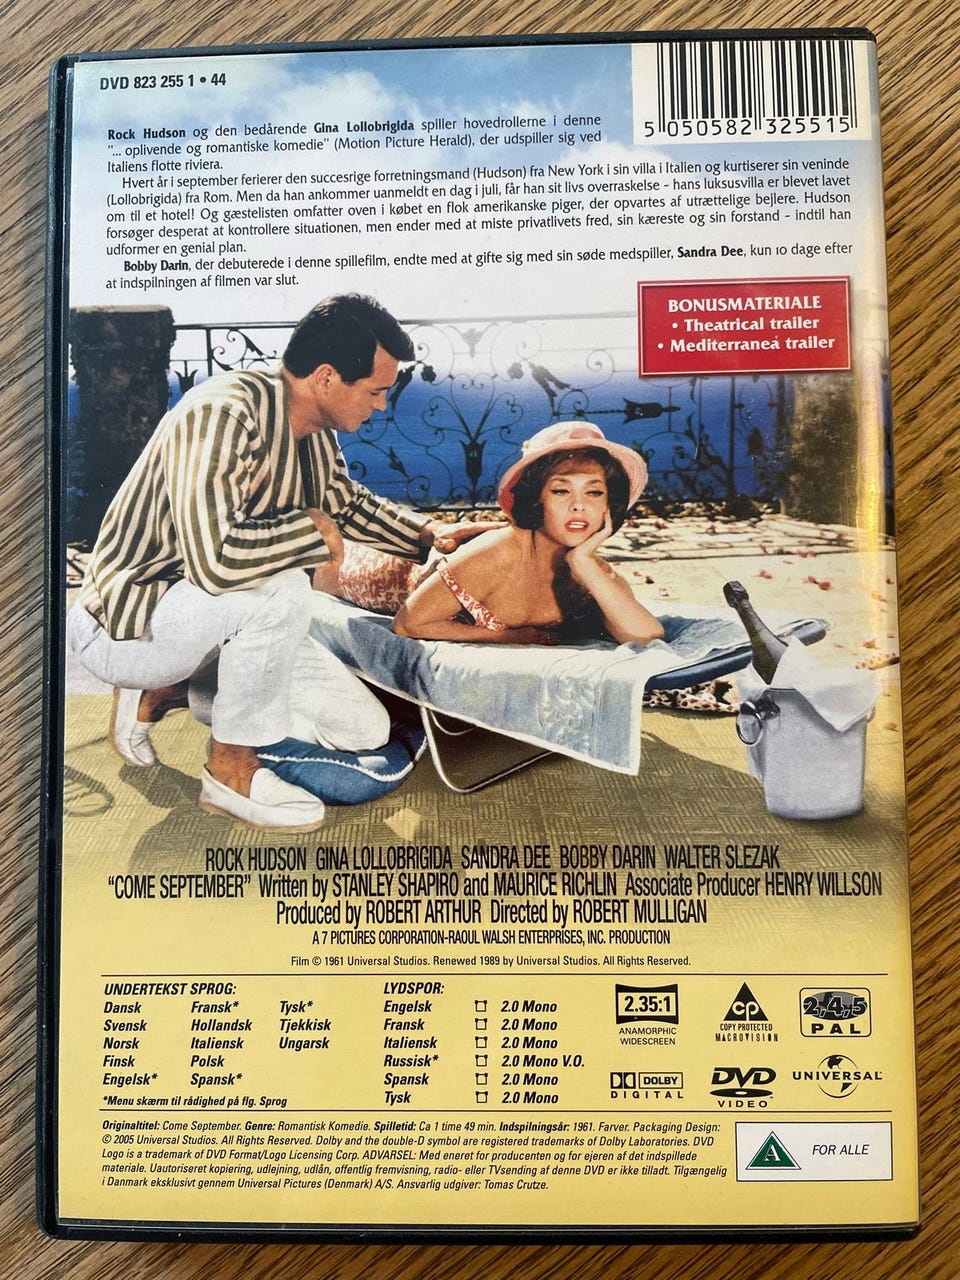 DVD 823 255 1 • 44
5 050582 325515
Rock Hudson og den bedårende Gina Lollobrigida spiller hovedrollerne i denne
"... oplivende og romantiske komedie" (Motion Picture Herald), der udspiller sig ved
Italiens flotte riviera.
Hvert år i september ferierer den succesrige forretningsmand (Hudson) fra New York i sin villa i Italien og kurtiserer sin veninde
(Lollobrigida) fra Rom. Men da han ankommer uanmeldt en dag i juli, får han sit livs overraskelse - hans luksusvilla er blevet lavet
om til et hotel! Og gæstelisten omfatter oven i købet en flok amerikanske piger, der opvartes af utrættelige bejlere. Hudson
forsøger desperat at kontrollere situationen, men ender med at miste privatlivets fred, sin kæreste og sin forstand - indtil han
udformer en genial plan.
Bobby Darin, der debuterede i denne spillefilm, endte med at gifte sig med sin søde medspiller, Sandra Dee, kun 10 dage efter
at indspilningen af filmen var slut.
BONUSMATERIALE
• Theatrical trailer
• Mediterraneá trailer
ROCK HUDSON GINA LOLLOBRIGIDA SANDRA DEE BOBBY DARIN WALTER SLEZAK
"COME SEPTEMBER" Written by STANLEY SHAPIRO and MAURICE RICHLIN Associate Producer HENRY WILLSON
Produced by ROBERT ARTHUR Directed by ROBERT MULLIGAN
A 7 PICTURES CORPORATION-RAOUL WALSH ENTERPRISES, INC. PRODUCTION
Film © 1961 Universal Studios. Renewed 1989 by Universal Studios. All Rights Reserved.
UNDERTEKST SPROG:
Dansk Fransk* Tysk*
Svensk Hollandsk Tjekkisk
Norsk Italiensk Ungarsk
Finsk Polsk
Engelsk* Spansk*
*Menu skærm til rådighed på flg. Sprog
LYDSPOR:
Engelsk 2.0 Mono
Fransk 2.0 Mono
Italiensk 2.0 Mono
Russisk* 2.0 Mono V.O.
Spansk 2.0 Mono
Tysk 2.0 Mono
2.35:1
ANAMORPHIC
WIDESCREEN
CP
COPY PROTECTED
MACROVISION
2,4,5
PAL
DOLBY
DIGITAL
DVD
VIDEO
UNIVERSAL
Originaltitel: Come September. Genre: Romantisk Komedie. Spilletid: Ca 1 time 49 min. Indspilningsår: 1961. Farver. Packaging Design:
© 2005 Universal Studios. All Rights Reserved. Dolby and the double-D symbol are registered trademarks of Dolby Laboratories. DVD
Logo is a trademark of DVD Format/Logo Licensing Corp. ADVARSEL: Med eneret for producenten og for ejeren af det indspillede
materiale. Uautoriseret kopiering, udlejning, udlån, offentlig fremvisning, radio- eller TVsending af denne DVD er ikke tilladt. Tilgængelig
i Danmark eksklusivt gennem Universal Pictures (Denmark) A/S. Ansvarlig udgiver: Tomas Crutze.
A
FOR ALLE